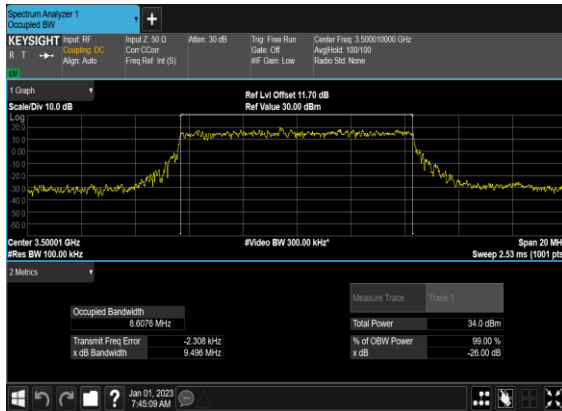 Spectrum Analyzer 1
Occupied BW
+
KEYSIGHT
R T
Input: RF
Coupling: DC
Align: Auto
Input Z: 50 Ω
Corr CCorr
Freq Ref: Int (S)
Atten: 30 dB
Trig: Free Run
Gate: Off
#IF Gain: Low
Center Freq: 3.500010000 GHz
Avg|Hold: 100/100
Radio Std: None
1 Graph
Scale/Div 10.0 dB
Ref Lvl Offset 11.70 dB
Ref Value 30.00 dBm
Log
20.0
10.0
0.00
-10.0
-20.0
-30.0
-40.0
-50.0
-60.0
Center 3.50001 GHz
#Res BW 100.00 kHz
#Video BW 300.00 kHz*
Span 20 MH
Sweep 2.53 ms (1001 pts
2 Metrics
Measure Trace
Trace 1
Occupied Bandwidth
8.6076 MHz
Total Power 34.0 dBm
Transmit Freq Error -2.308 kHz
% of OBW Power 99.00 %
x dB Bandwidth 9.496 MHz
x dB -26.00 dB
?
Jan 01, 2023
7:45:09 AM